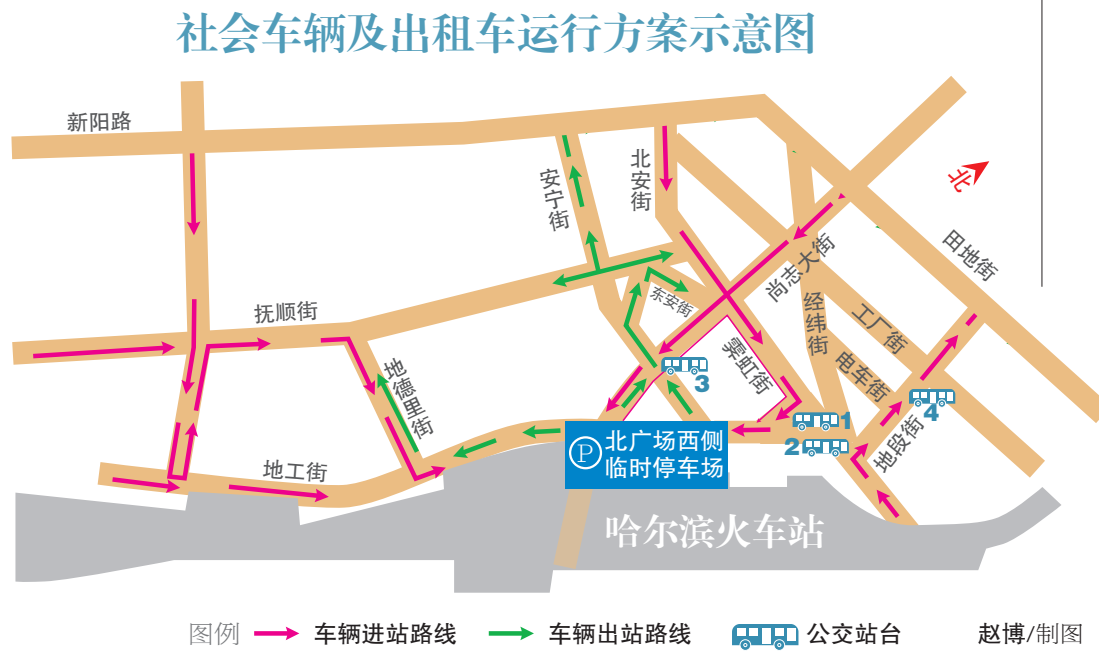 社会车辆及出租车运行方案示意图
新阳路
安宁街
北安街
北
田地街
尚志大街
抚顺街
东安街
经纬街
工厂街
霁虹街
电车街
地德里街
3
4
1
2
地段街
地工街
P
北广场西侧
临时停车场
哈尔滨火车站
图例 车辆进站路线 车辆出站路线 公交站台 赵博/制图